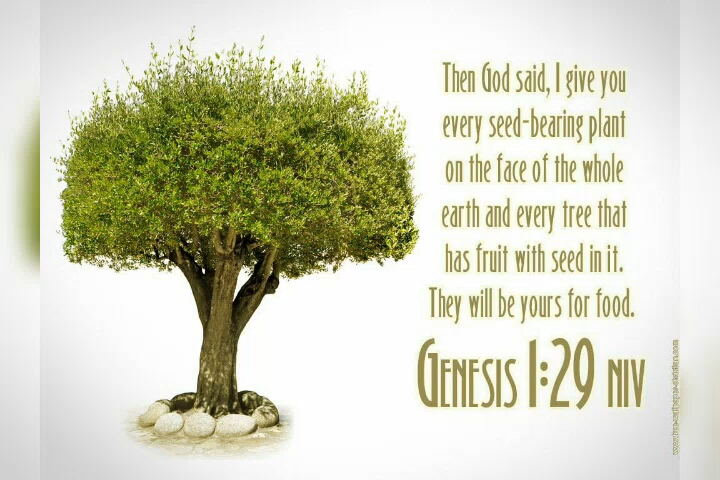 Then God said, I give you
every seed-bearing plant
on the face of the whole
earth and every tree that
has fruit with seed in it.
They will be yours for food.
Genesis 1:29 NIV